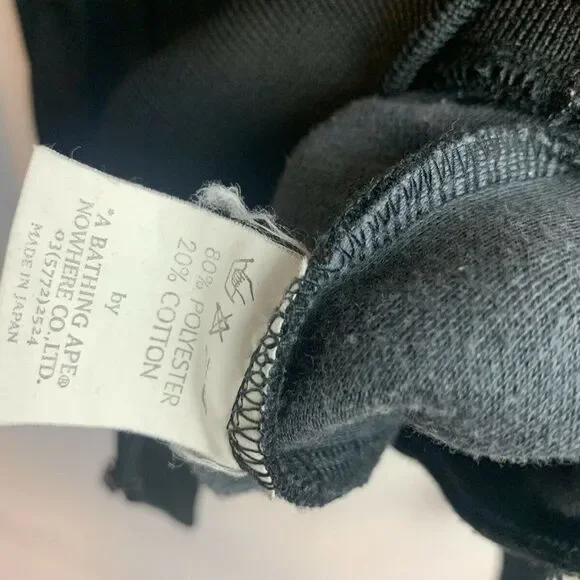 80% POLYESTER
20% COTTON
by
*A BATHING APE®
NOWHERE CO.,LTD.
03(5772)2524
MADE IN JAPAN